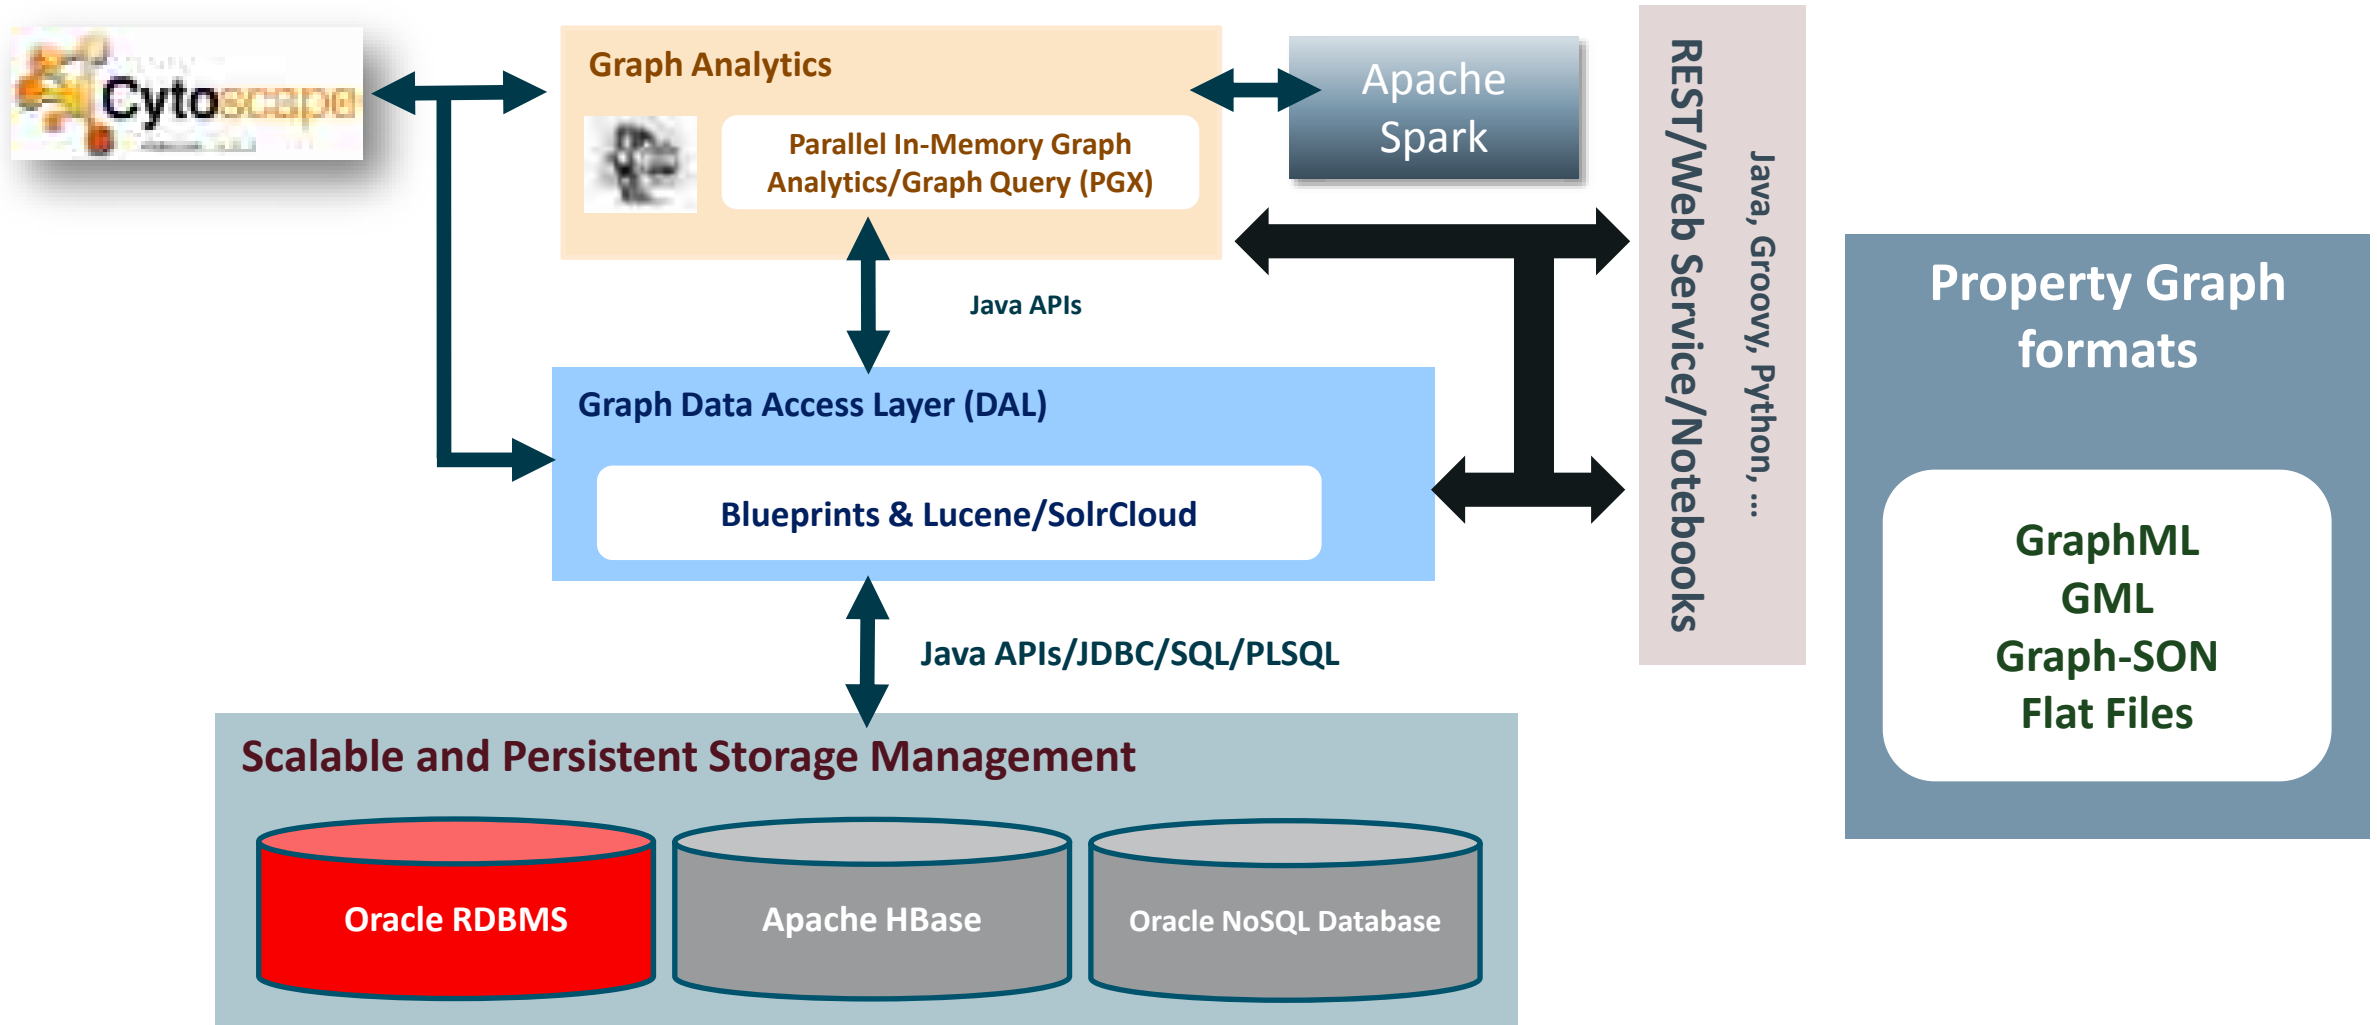 Cytoscape
Graph Analytics
Parallel In-Memory Graph
Analytics/Graph Query (PGX)
Apache
Spark
REST/Web Service/Notebooks
Java, Groovy, Python, ...
Java APIs
Graph Data Access Layer (DAL)
Blueprints & Lucene/SolrCloud
Java APIs/JDBC/SQL/PLSQL
Scalable and Persistent Storage Management
Oracle RDBMS
Apache HBase
Oracle NoSQL Database
Property Graph
formats
GraphML
GML
Graph-SON
Flat Files